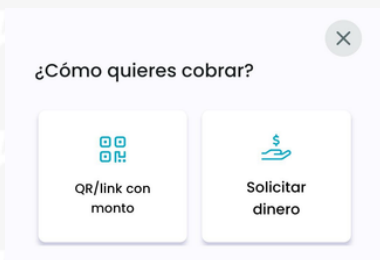 ¿Cómo quieres cobrar?
QR/link con
monto
Solicitar
dinero